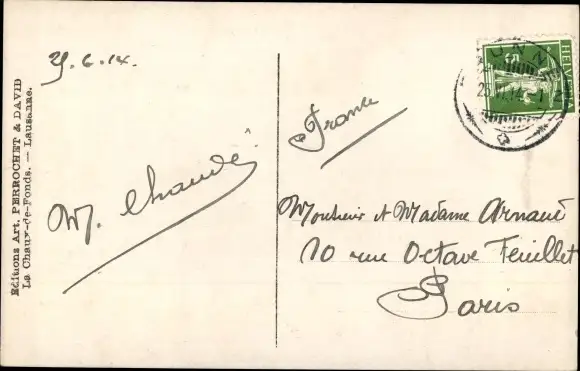 25.6.14.
M. Chaudé
France
Monsieur et Madame Arnaud
10 rue Octave Feuillet
Paris
Editions Art. PERROCHET & DAVID
La Chaux-de-Fonds. — Lausanne.
HELVETIA